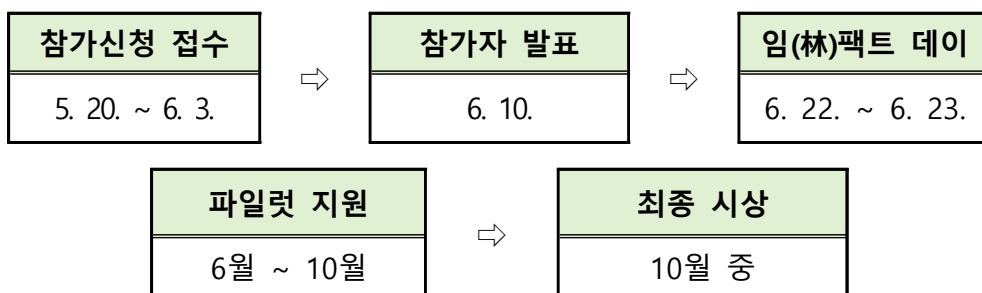 참가신청 접수 ⇨ 참가자 발표 ⇨ 임(林)팩트 데이
5. 20. ~ 6. 3. 6. 10. 6. 22. ~ 6. 23.
파일럿 지원 ⇨ 최종 시상
6월 ~ 10월 10월 중